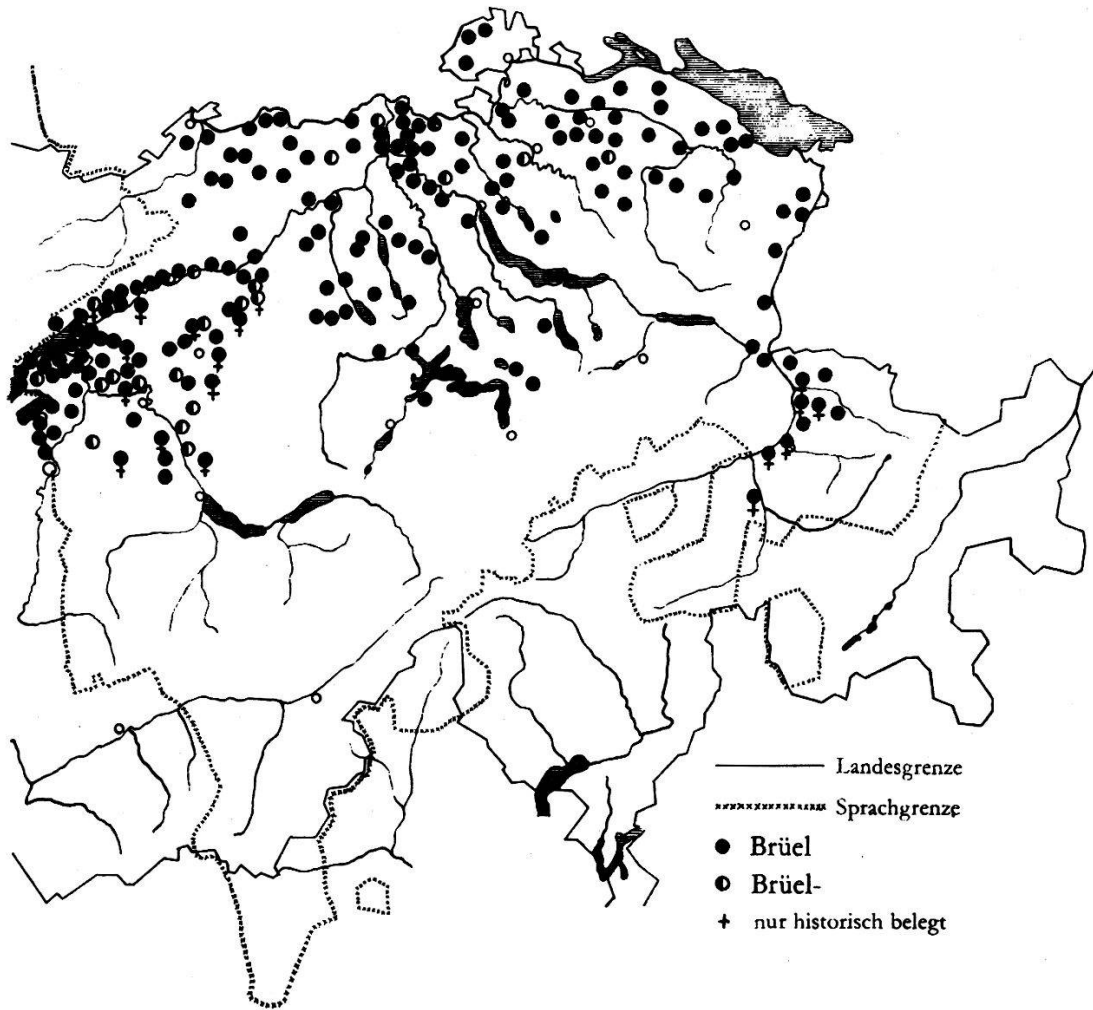 Landesgrenze
Sprachgrenze
Brüel
Brüel-
nur historisch belegt